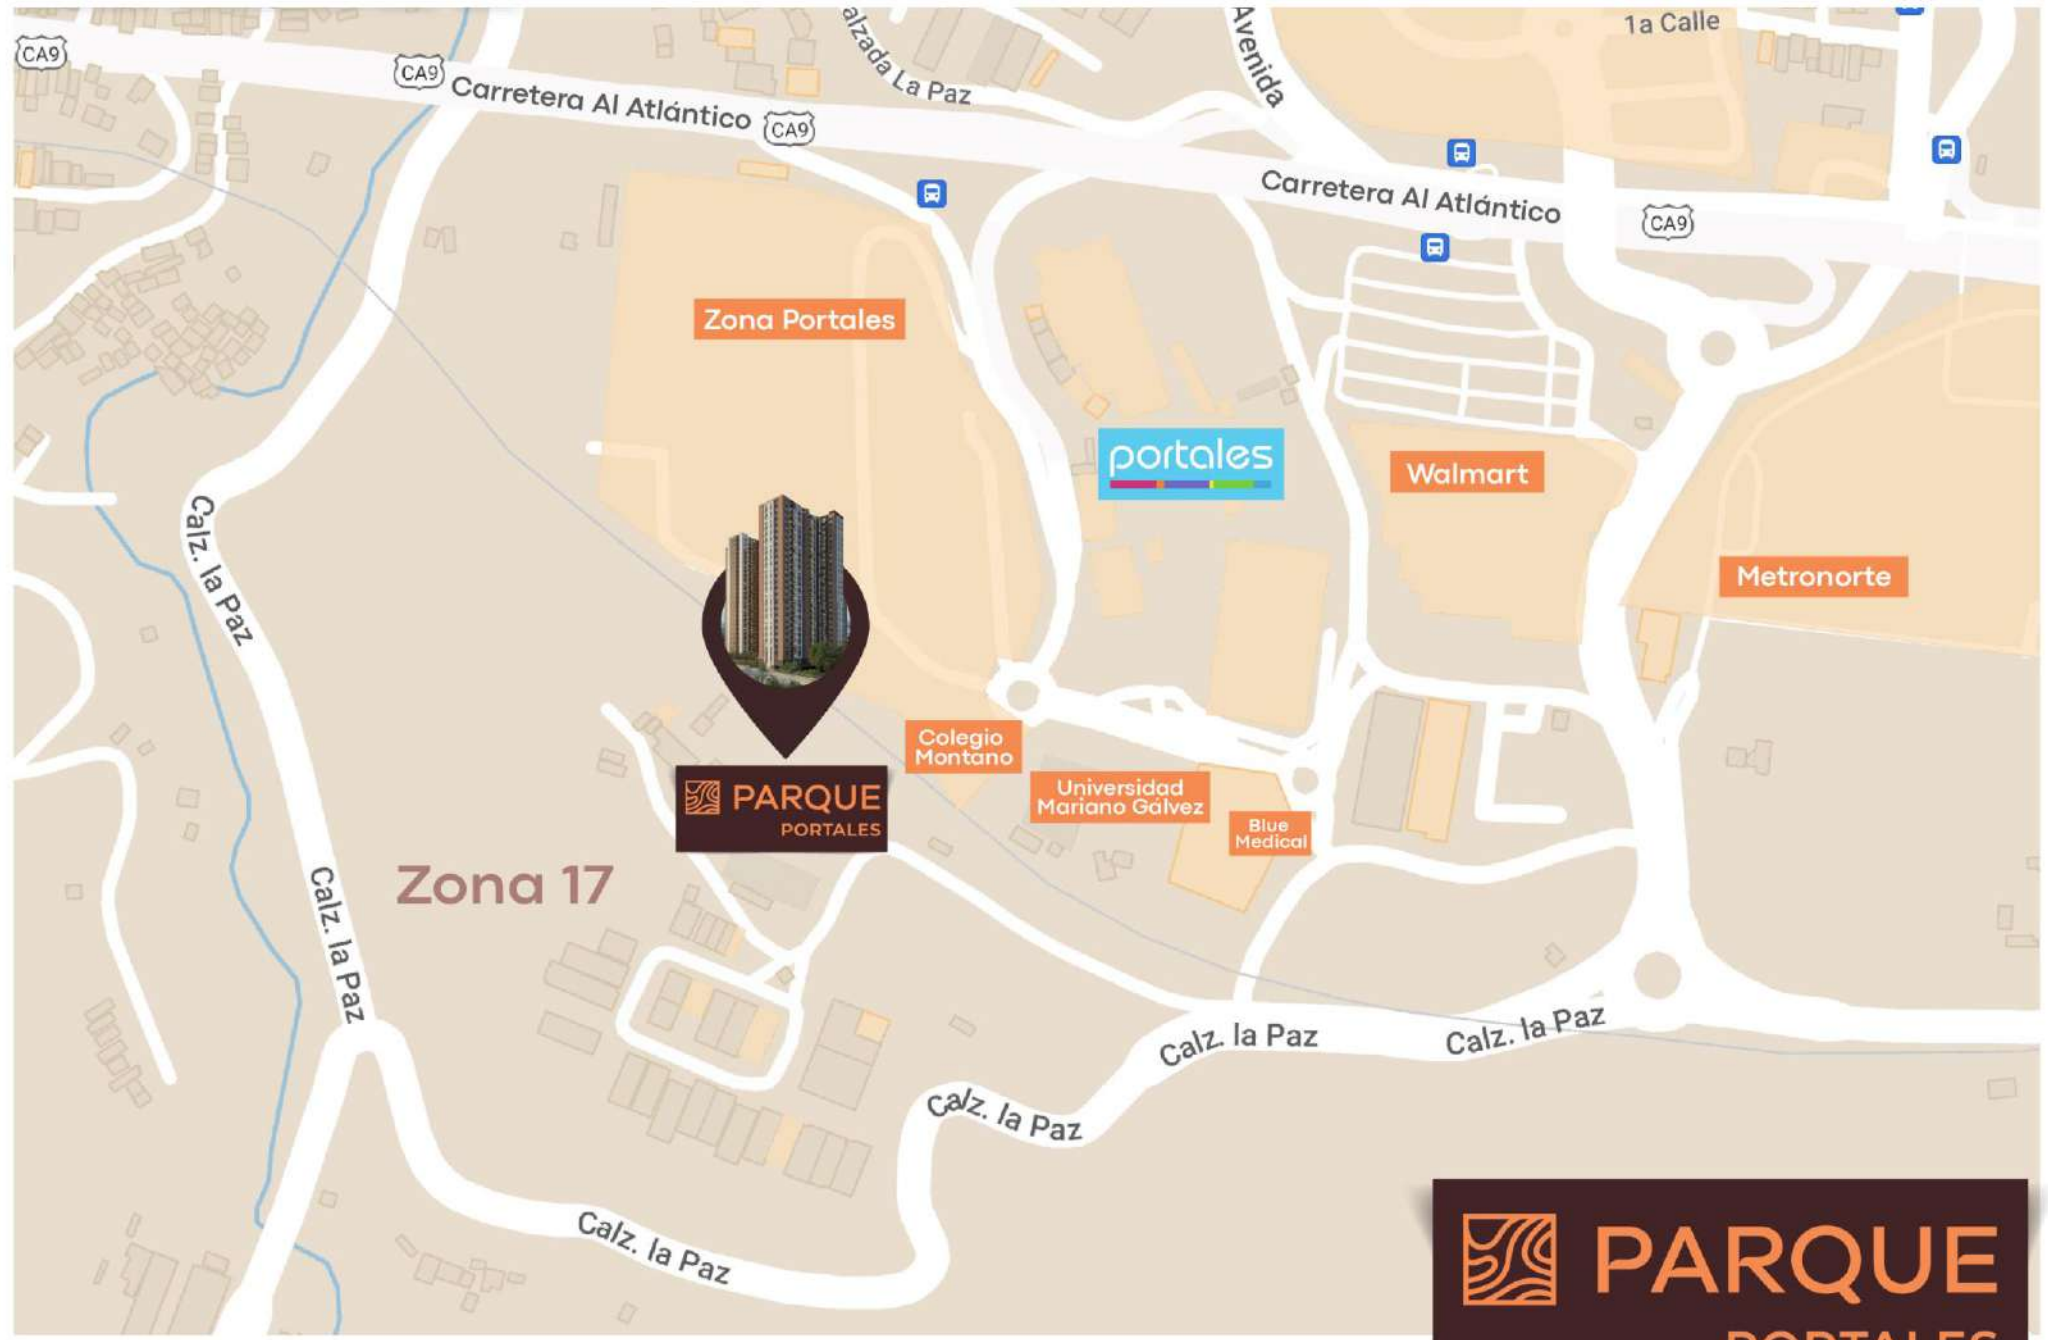 1a Calle
CA9
CA9
Carretera Al Atlántico
CA9
alzada La Paz
Avenida
Carretera Al Atlántico
CA9
Zona Portales
portales
Walmart
Metronorte
Calz. la Paz
Colegio
Montano
Universidad
Mariano Gálvez
Blue
Medical
PARQUE
PORTALES
Zona 17
Calz. la Paz
Calz. la Paz
Calz. la Paz
Calz. la Paz
Calz. la Paz
PARQUE
PORTALES